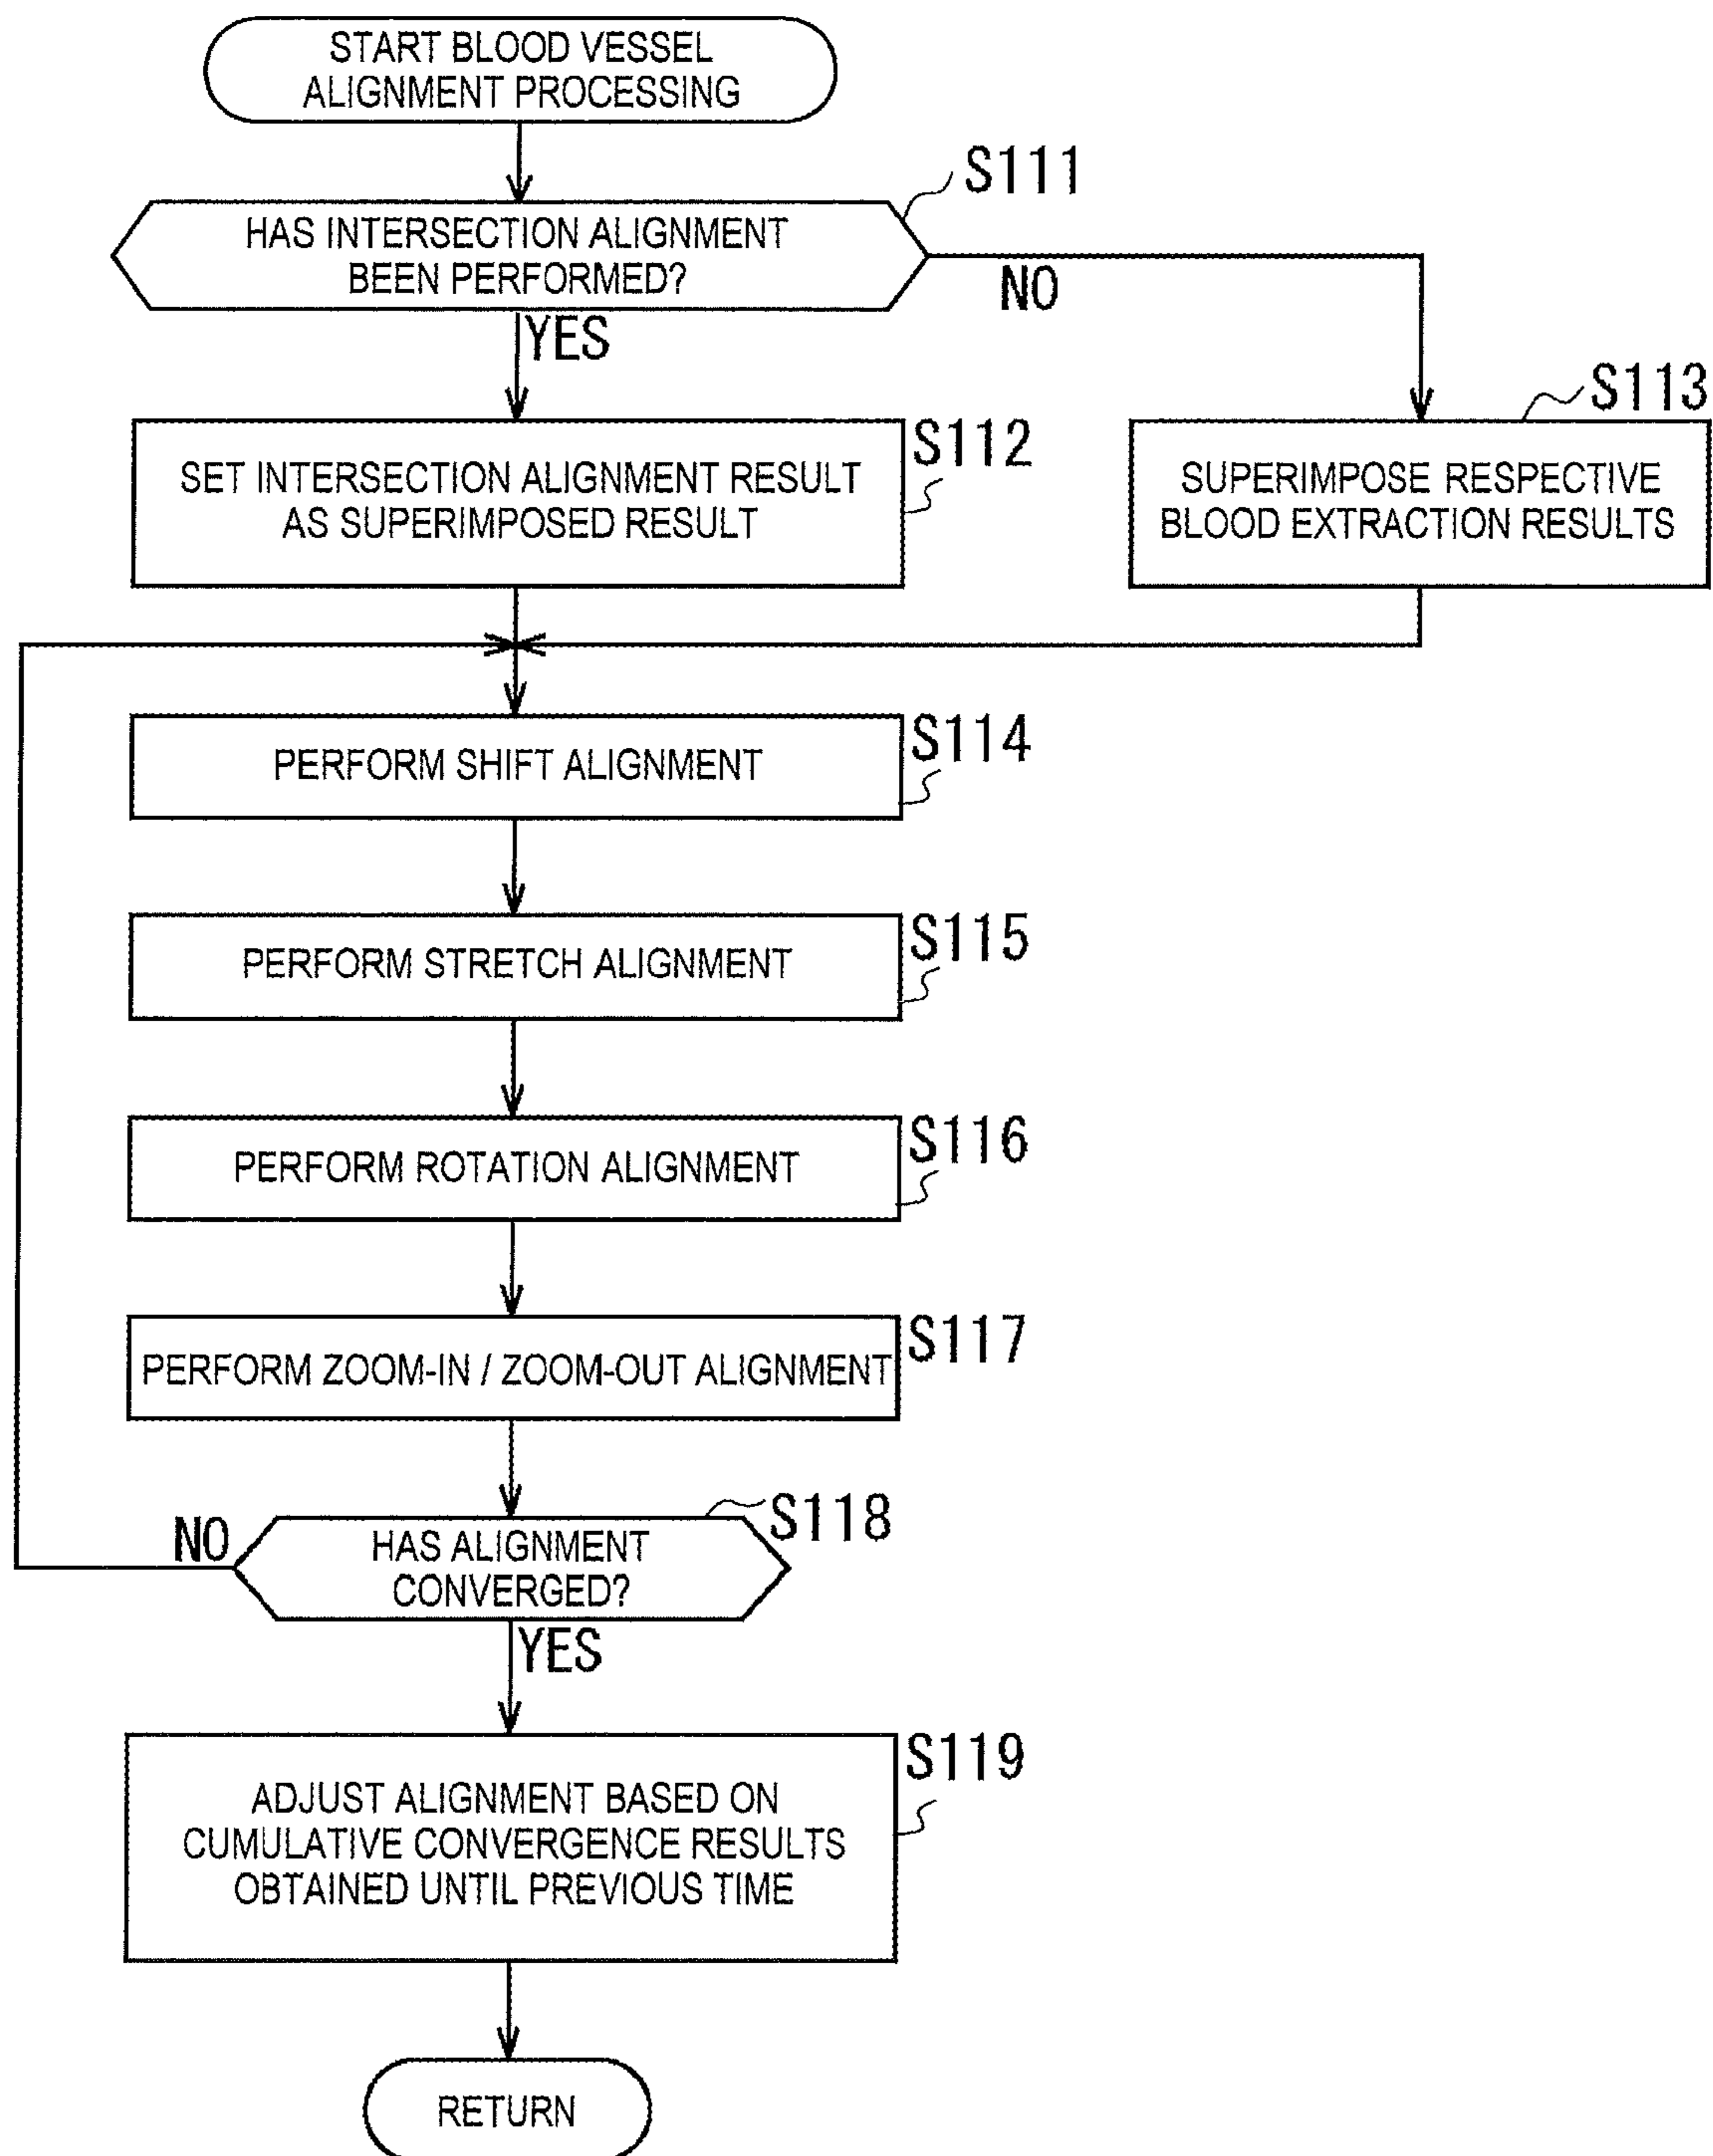 START BLOOD VESSEL
ALIGNMENT PROCESSING
S111
HAS INTERSECTION ALIGNMENT
BEEN PERFORMED?
NO
YES
S113
S112
SET INTERSECTION ALIGNMENT RESULT
AS SUPERIMPOSED RESULT
SUPERIMPOSE RESPECTIVE
BLOOD EXTRACTION RESULTS
S114
PERFORM SHIFT ALIGNMENT
S115
PERFORM STRETCH ALIGNMENT
S116
PERFORM ROTATION ALIGNMENT
S117
PERFORM ZOOM-IN / ZOOM-OUT ALIGNMENT
S118
NO
HAS ALIGNMENT
CONVERGED?
YES
S119
ADJUST ALIGNMENT BASED ON
CUMULATIVE CONVERGENCE RESULTS
OBTAINED UNTIL PREVIOUS TIME
RETURN